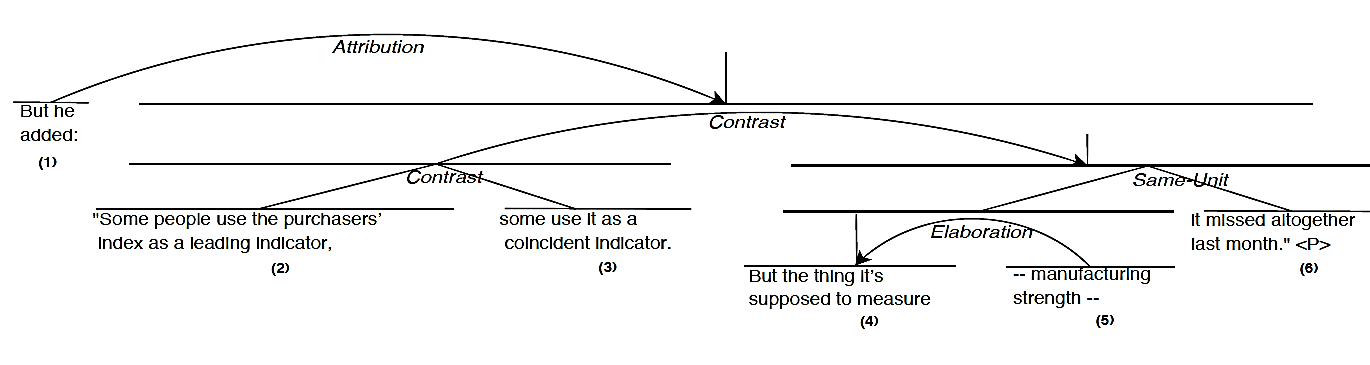 Attribution
But he
added:
(1)
Contrast
Contrast
Same-Unit
"Some people use the purchasers'
index as a leading indicator,
(2)
some use it as a
coincident indicator.
(3)
Elaboration
But the thing it's
supposed to measure
(4)
-- manufacturing
strength --
(5)
it missed altogether
last month." <P>
(6)